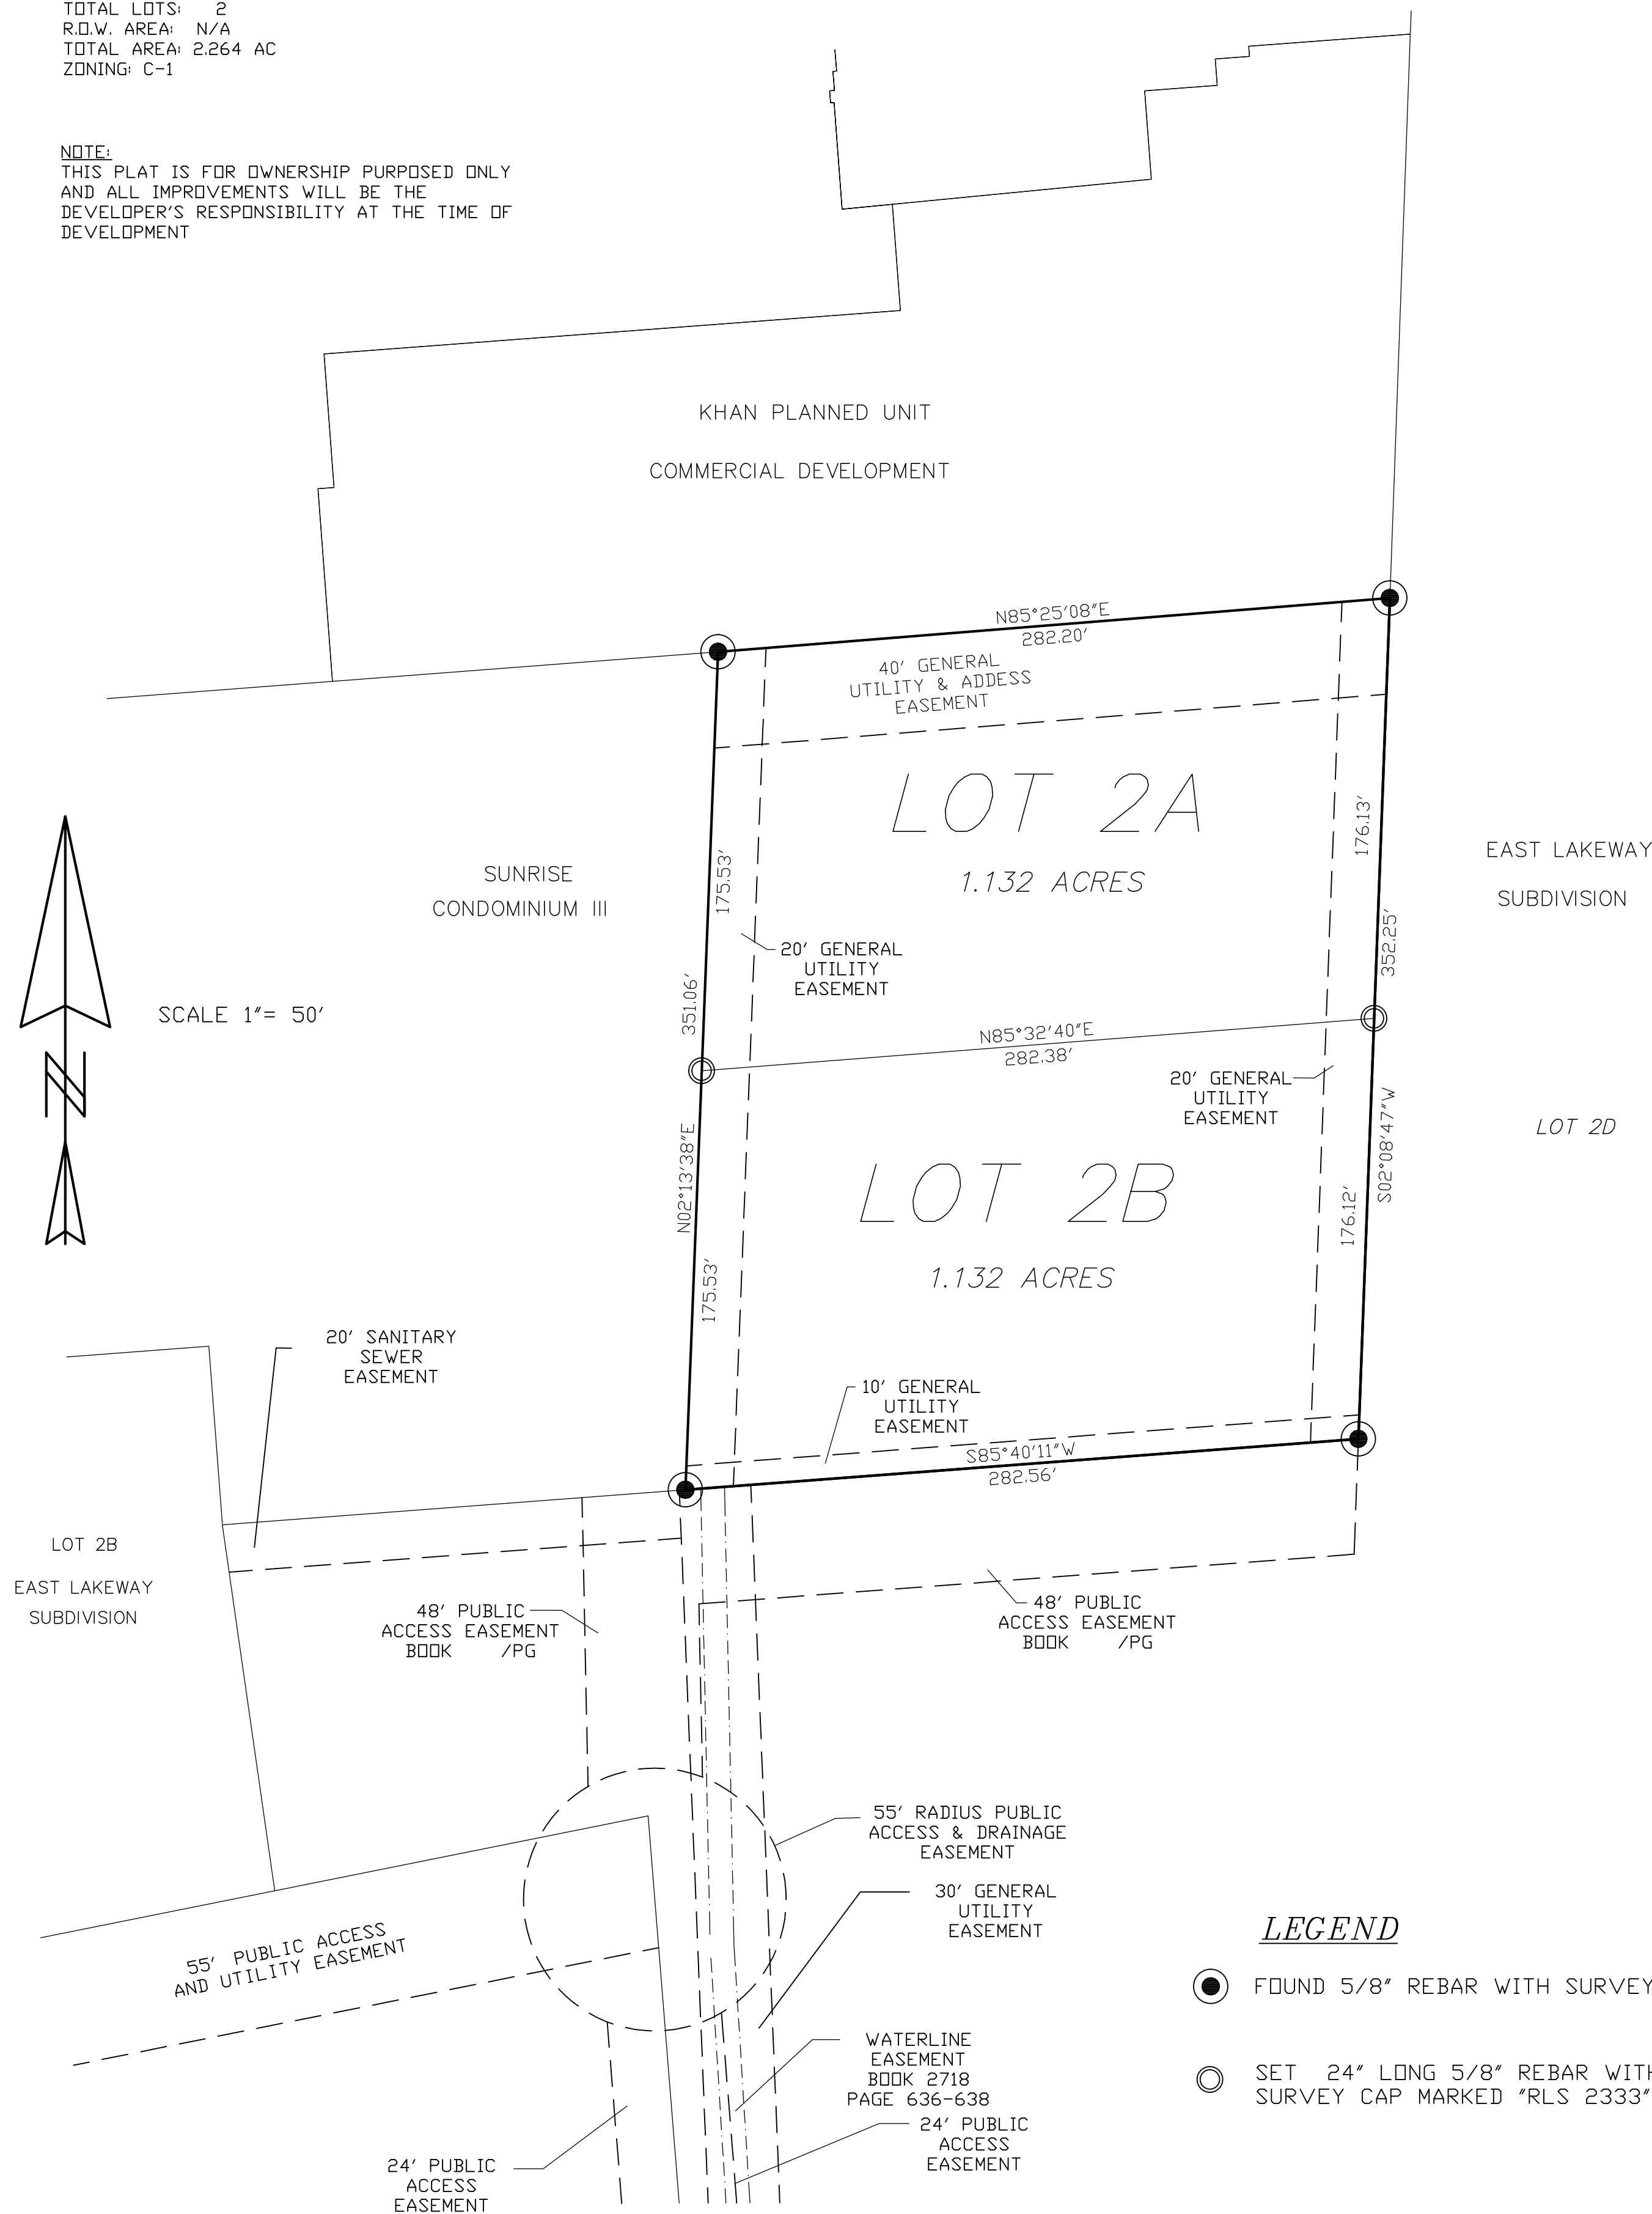 TOTAL LOTS: 2
R.O.W. AREA: N/A
TOTAL AREA: 2.264 AC
ZONING: C-1
NOTE:
THIS PLAT IS FOR OWNERSHIP PURPOSED ONLY
AND ALL IMPROVEMENTS WILL BE THE
DEVELOPER'S RESPONSIBILITY AT THE TIME OF
DEVELOPMENT
KHAN PLANNED UNIT
COMMERCIAL DEVELOPMENT
N85°25'08"E
282.20'
40' GENERAL
UTILITY & ADDESS
EASEMENT
LOT 2A
1.132 ACRES
175.53'
176.13'
SUNRISE
CONDOMINIUM III
EAST LAKEWAY
SUBDIVISION
20' GENERAL
UTILITY
EASEMENT
351.06'
352.25'
SCALE 1"= 50'
N
N85°32'40"E
282.38'
20' GENERAL
UTILITY
EASEMENT
LOT 2D
N02°13'38"E
S02°08'47"W
LOT 2B
1.132 ACRES
175.53'
176.12'
20' SANITARY
SEWER
EASEMENT
10' GENERAL
UTILITY
EASEMENT
S85°40'11"W
282.56'
LOT 2B
EAST LAKEWAY
SUBDIVISION
48' PUBLIC
ACCESS EASEMENT
BOOK /PG
48' PUBLIC
ACCESS EASEMENT
BOOK /PG
55' RADIUS PUBLIC
ACCESS & DRAINAGE
EASEMENT
30' GENERAL
UTILITY
EASEMENT
55' PUBLIC ACCESS
AND UTILITY EASEMENT
WATERLINE
EASEMENT
BOOK 2718
PAGE 636-638
24' PUBLIC
ACCESS
EASEMENT
24' PUBLIC
ACCESS
EASEMENT
LEGEND
FOUND 5/8" REBAR WITH SURVEY
SET 24" LONG 5/8" REBAR WITH
SURVEY CAP MARKED "RLS 2333"